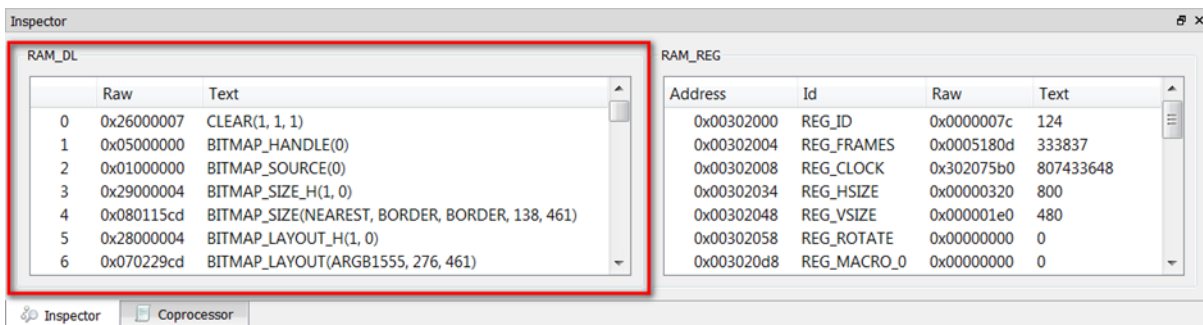 Inspector
RAM_DL
Raw Text
0 0x26000007 CLEAR(1, 1, 1)
1 0x05000000 BITMAP_HANDLE(0)
2 0x01000000 BITMAP_SOURCE(0)
3 0x29000004 BITMAP_SIZE_H(1, 0)
4 0x080115cd BITMAP_SIZE(NEAREST, BORDER, BORDER, 138, 461)
5 0x28000004 BITMAP_LAYOUT_H(1, 0)
6 0x070229cd BITMAP_LAYOUT(ARGB1555, 276, 461)
RAM_REG
Address Id Raw Text
0x00302000 REG_ID 0x0000007c 124
0x00302004 REG_FRAMES 0x0005180d 333837
0x00302008 REG_CLOCK 0x302075b0 807433648
0x00302034 REG_HSIZE 0x00000320 800
0x00302048 REG_VSIZE 0x000001e0 480
0x00302058 REG_ROTATE 0x00000000 0
0x003020d8 REG_MACRO_0 0x00000000 0
Inspector Coprocessor